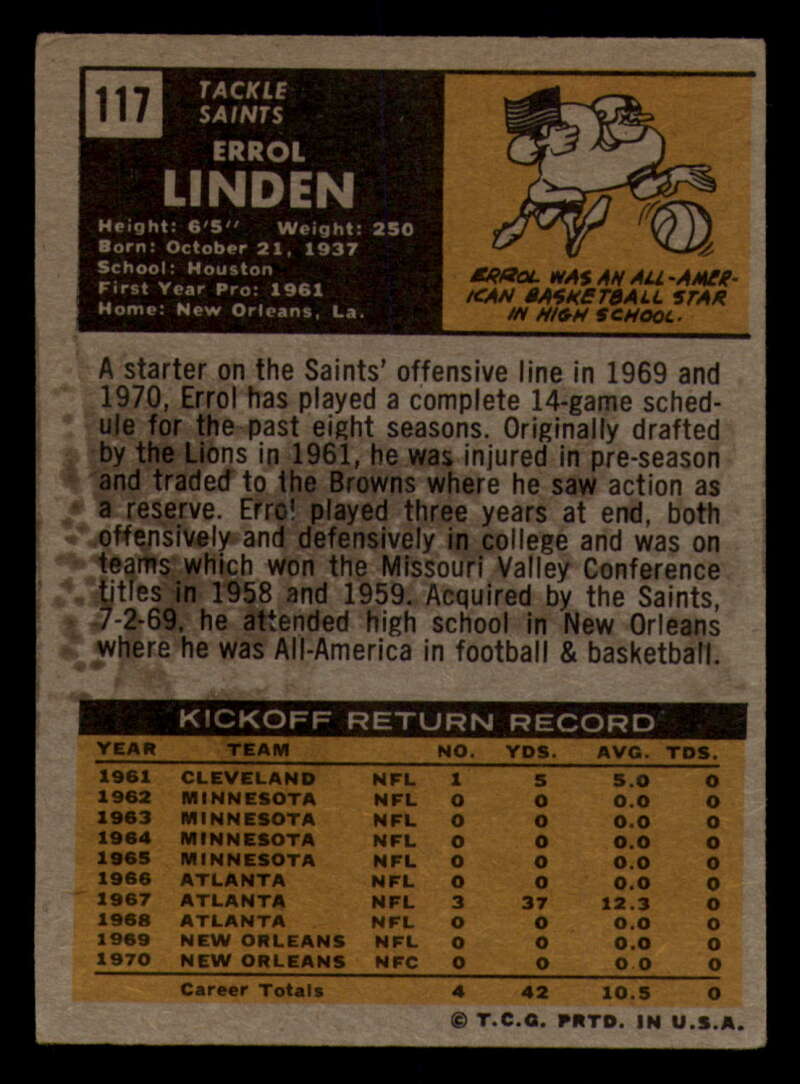 117
TACKLE
SAINTS
ERROL
LINDEN
Height: 6'5" Weight: 250
Born: October 21, 1937
School: Houston
First Year Pro: 1961
Home: New Orleans, La.
ERROL WAS AN ALL-AMER-
ICAN BASKETBALL STAR
IN HIGH SCHOOL.
A starter on the Saints' offensive line in 1969 and
1970, Errol has played a complete 14-game sched-
ule for the past eight seasons. Originally drafted
by the Lions in 1961, he was injured in pre-season
and traded to the Browns where he saw action as
a reserve. Errol played three years at end, both
offensively and defensively in college and was on
teams which won the Missouri Valley Conference
titles in 1958 and 1959. Acquired by the Saints,
7-2-69, he attended high school in New Orleans
where he was All-America in football & basketball.
KICKOFF RETURN RECORD
YEAR TEAM NO. YDS. AVG. TDS.
1961 CLEVELAND NFL 1 5 5.0 0
1962 MINNESOTA NFL 0 0 0.0 0
1963 MINNESOTA NFL 0 0 0.0 0
1964 MINNESOTA NFL 0 0 0.0 0
1965 MINNESOTA NFL 0 0 0.0 0
1966 ATLANTA NFL 0 0 0.0 0
1967 ATLANTA NFL 3 37 12.3 0
1968 ATLANTA NFL 0 0 0.0 0
1969 NEW ORLEANS NFL 0 0 0.0 0
1970 NEW ORLEANS NFC 0 0 0.0 0
Career Totals 4 42 10.5 0
© T.C.G. PRTD. IN U.S.A.